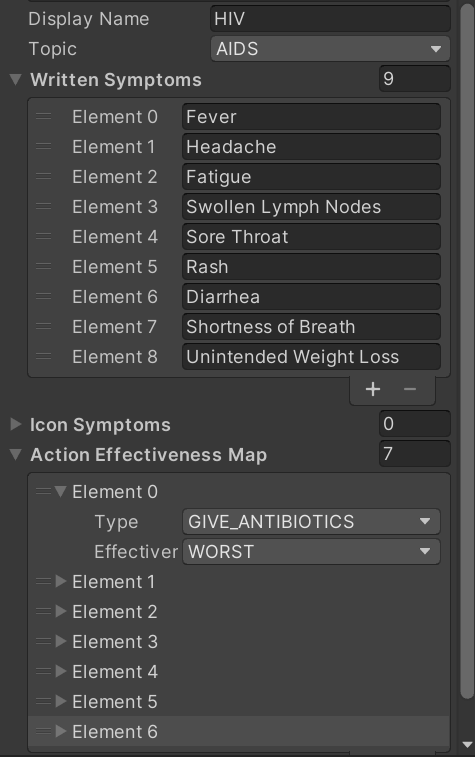 Display Name HIV
Topic AIDS
Written Symptoms 9
Element 0 Fever
Element 1 Headache
Element 2 Fatigue
Element 3 Swollen Lymph Nodes
Element 4 Sore Throat
Element 5 Rash
Element 6 Diarrhea
Element 7 Shortness of Breath
Element 8 Unintended Weight Loss
+ −
Icon Symptoms 0
Action Effectiveness Map 7
Element 0
Type GIVE_ANTIBIOTICS
Effectiver WORST
Element 1
Element 2
Element 3
Element 4
Element 5
Element 6